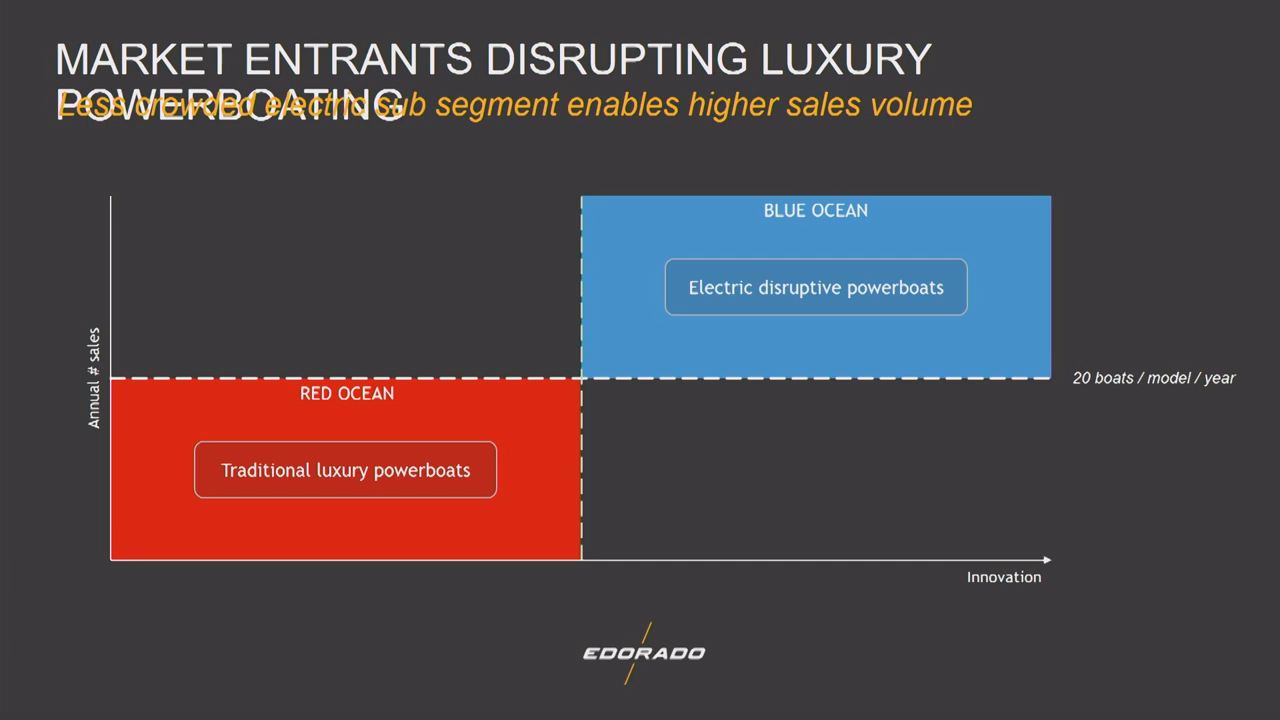 MARKET ENTRANTS DISRUPTING LUXURY
POWERBOATING
Less crowded electric sub segment enables higher sales volume
BLUE OCEAN
Electric disruptive powerboats
Annual # sales
20 boats / model / year
RED OCEAN
Traditional luxury powerboats
Innovation
EDORADO